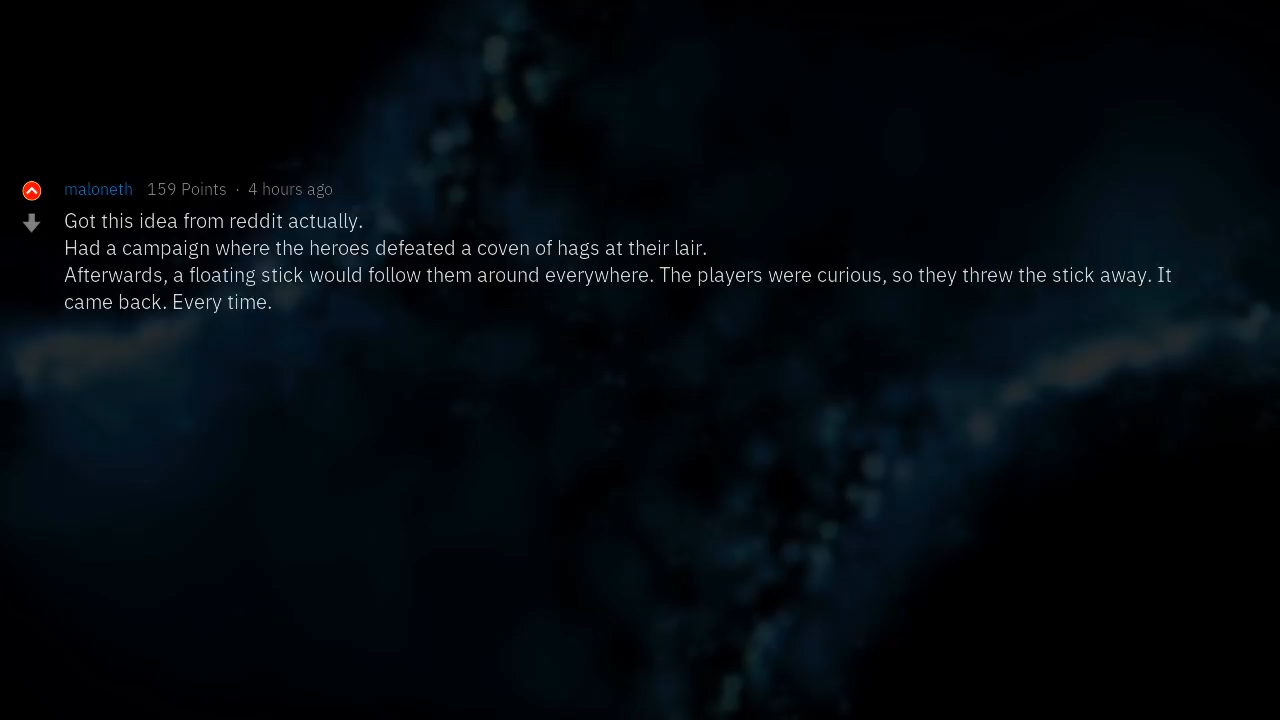 maloneth 159 Points · 4 hours ago
Got this idea from reddit actually.
Had a campaign where the heroes defeated a coven of hags at their lair.
Afterwards, a floating stick would follow them around everywhere. The players were curious, so they threw the stick away. It
came back. Every time.